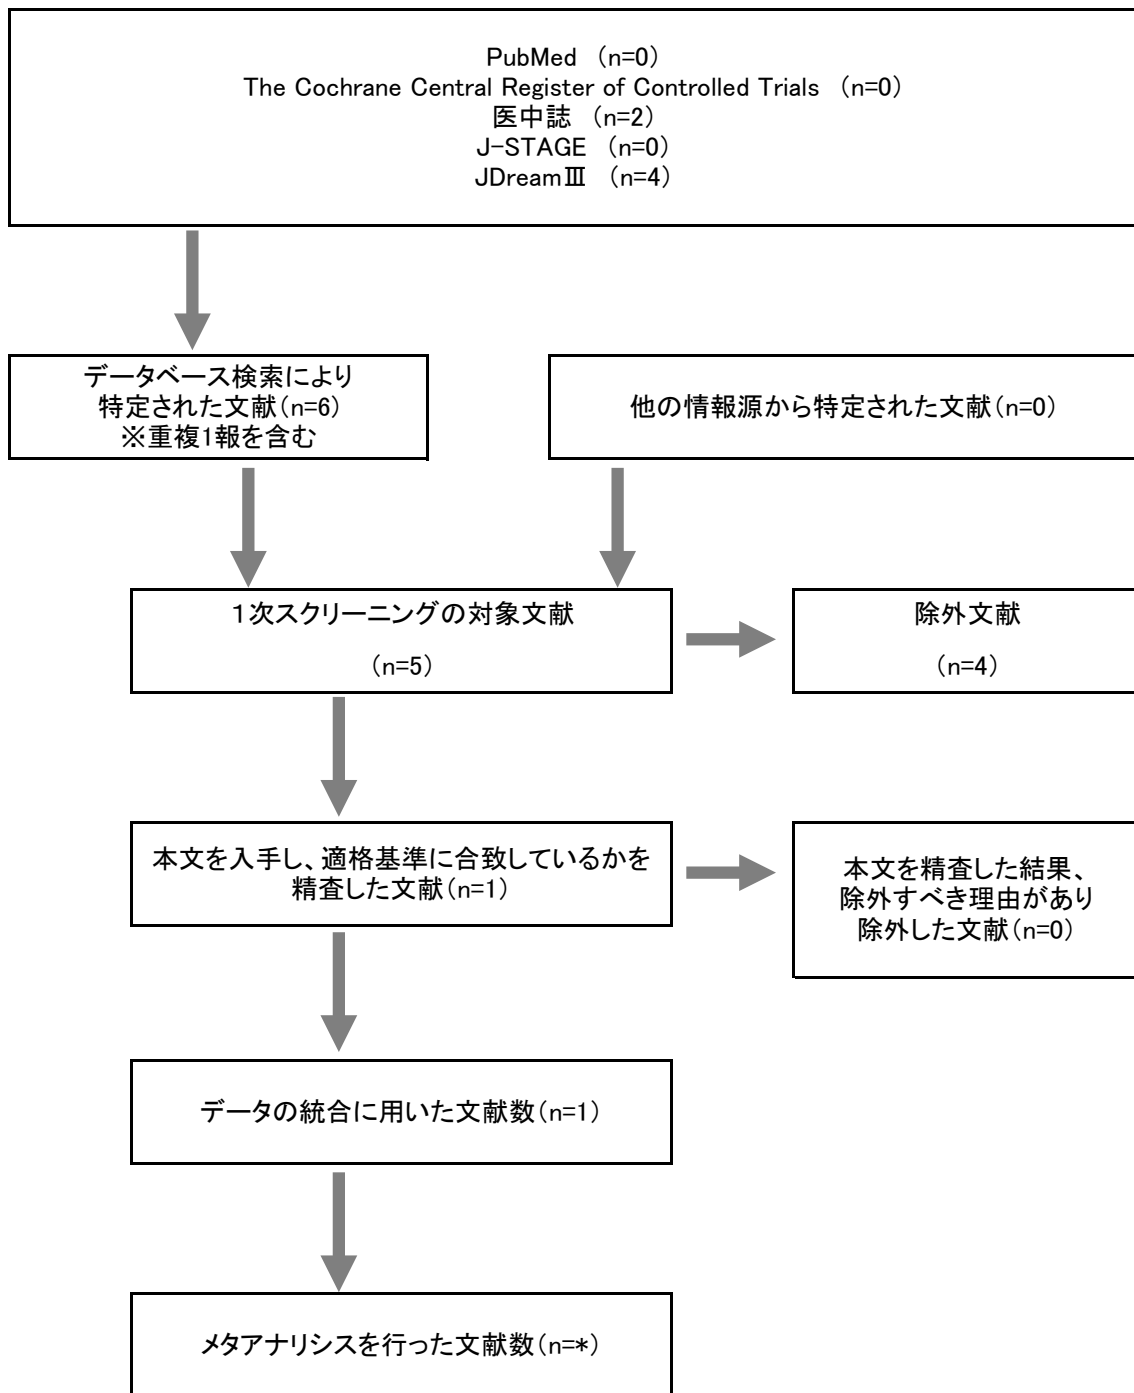 PubMed （n=0）
The Cochrane Central Register of Controlled Trials （n=0）
医中誌 （n=2）
J-STAGE （n=0）
JDreamⅢ （n=4）
データベース検索により
特定された文献（n=6）
※重複1報を含む
他の情報源から特定された文献（n=0）
１次スクリーニングの対象文献
（n=5）
除外文献
（n=4）
本文を入手し、適格基準に合致しているかを
精査した文献（n=1）
本文を精査した結果、
除外すべき理由があり
除外した文献（n=0）
データの統合に用いた文献数（n=1）
メタアナリシスを行った文献数（n=*）